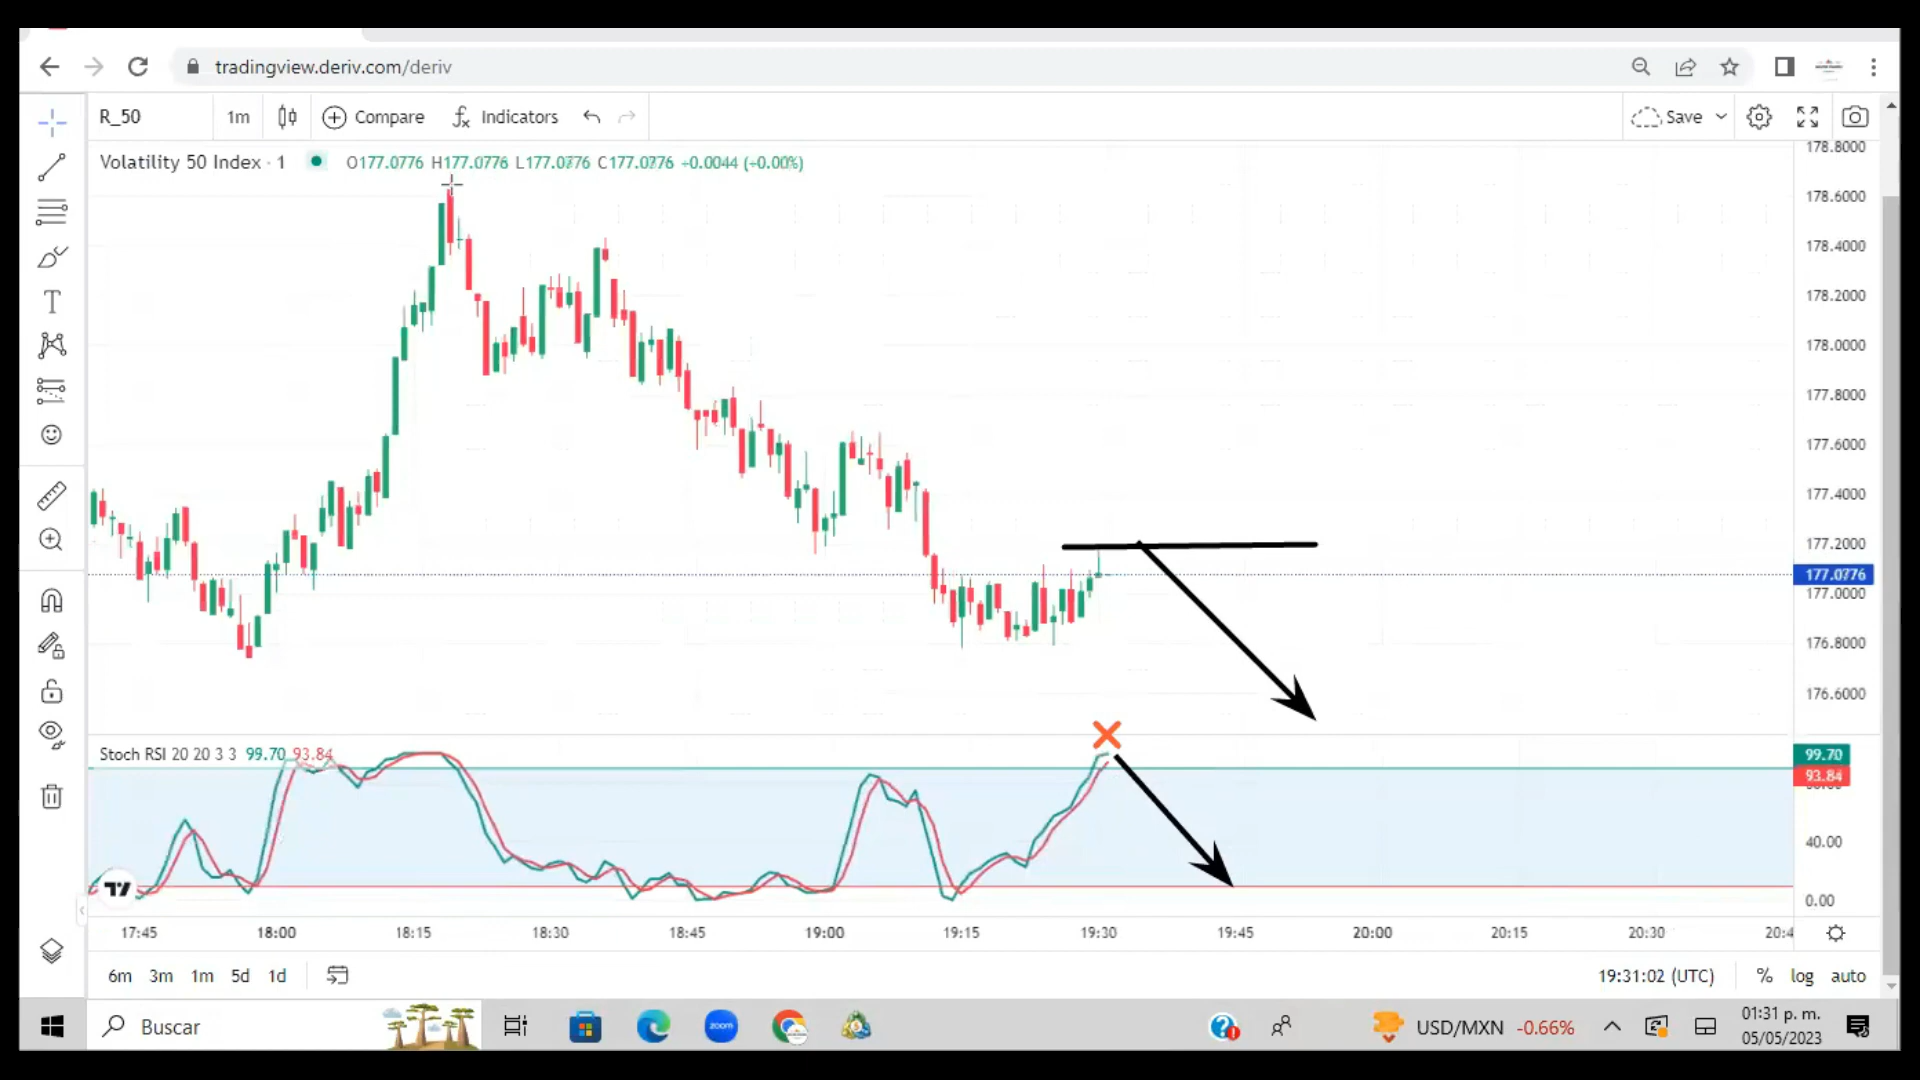 tradingview.deriv.com/deriv
R_50 1m Compare Indicators Save
Volatility 50 Index · 1 O177.0776 H177.0776 L177.0776 C177.0776 +0.0044 (+0.00%)
178.8000
178.6000
178.4000
178.2000
178.0000
177.8000
177.6000
177.4000
177.2000
177.0776
177.0000
176.8000
176.6000
Stoch RSI 20 20 3 3 99.70 93.84
99.70
93.84
40.00
0.00
17:45 18:00 18:15 18:30 18:45 19:00 19:15 19:30 19:45 20:00 20:15 20:30 20:4
6m 3m 1m 5d 1d 19:31:02 (UTC) % log auto
Buscar zoom USD/MXN -0.66% 01:31 p. m.
05/05/2023